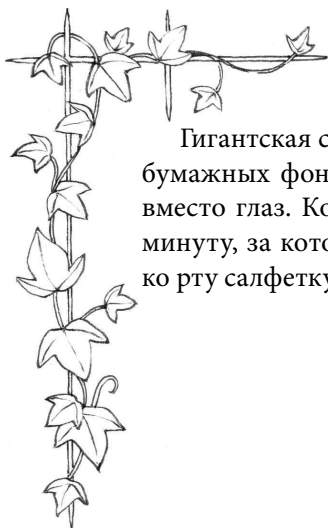 Гигантская с
бумажных фон
вместо глаз. Ко
минуту, за кото
ко рту салфетку